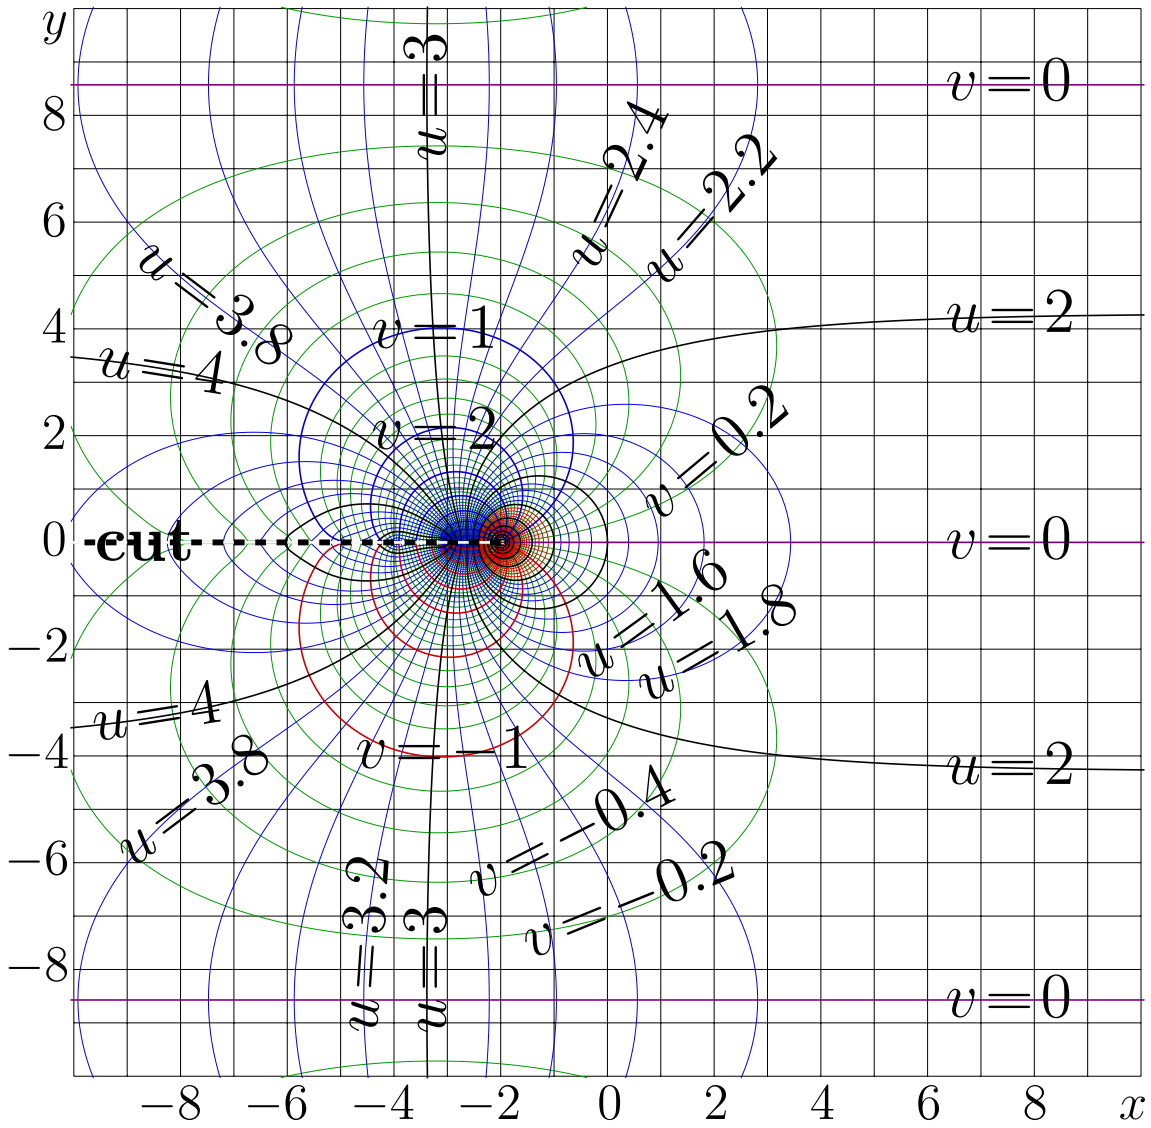 y
u=3
v=0
8
u=2.4
u=2.2
6
u=3.8
4
v=1
u=2
u=4
2
v=2
v=0.2
0
cut
v=0
u=1.6
u=1.8
−2
u=4
−4
v=−1
u=2
u=3.8
v=−0.4
−6
v=−0.2
u=3.2
u=3
−8
v=0
−8 −6 −4 −2 0 2 4 6 8 x